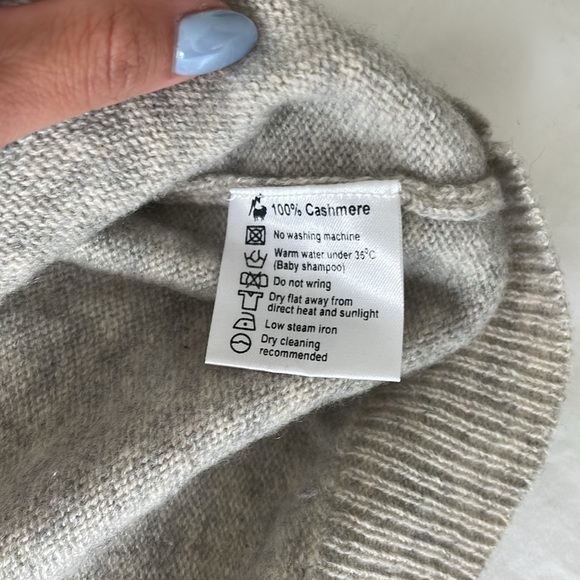 100% Cashmere
No washing machine
Warm water under 35°C
(Baby shampoo)
Do not wring
Dry flat away from
direct heat and sunlight
Low steam iron
Dry cleaning
recommended